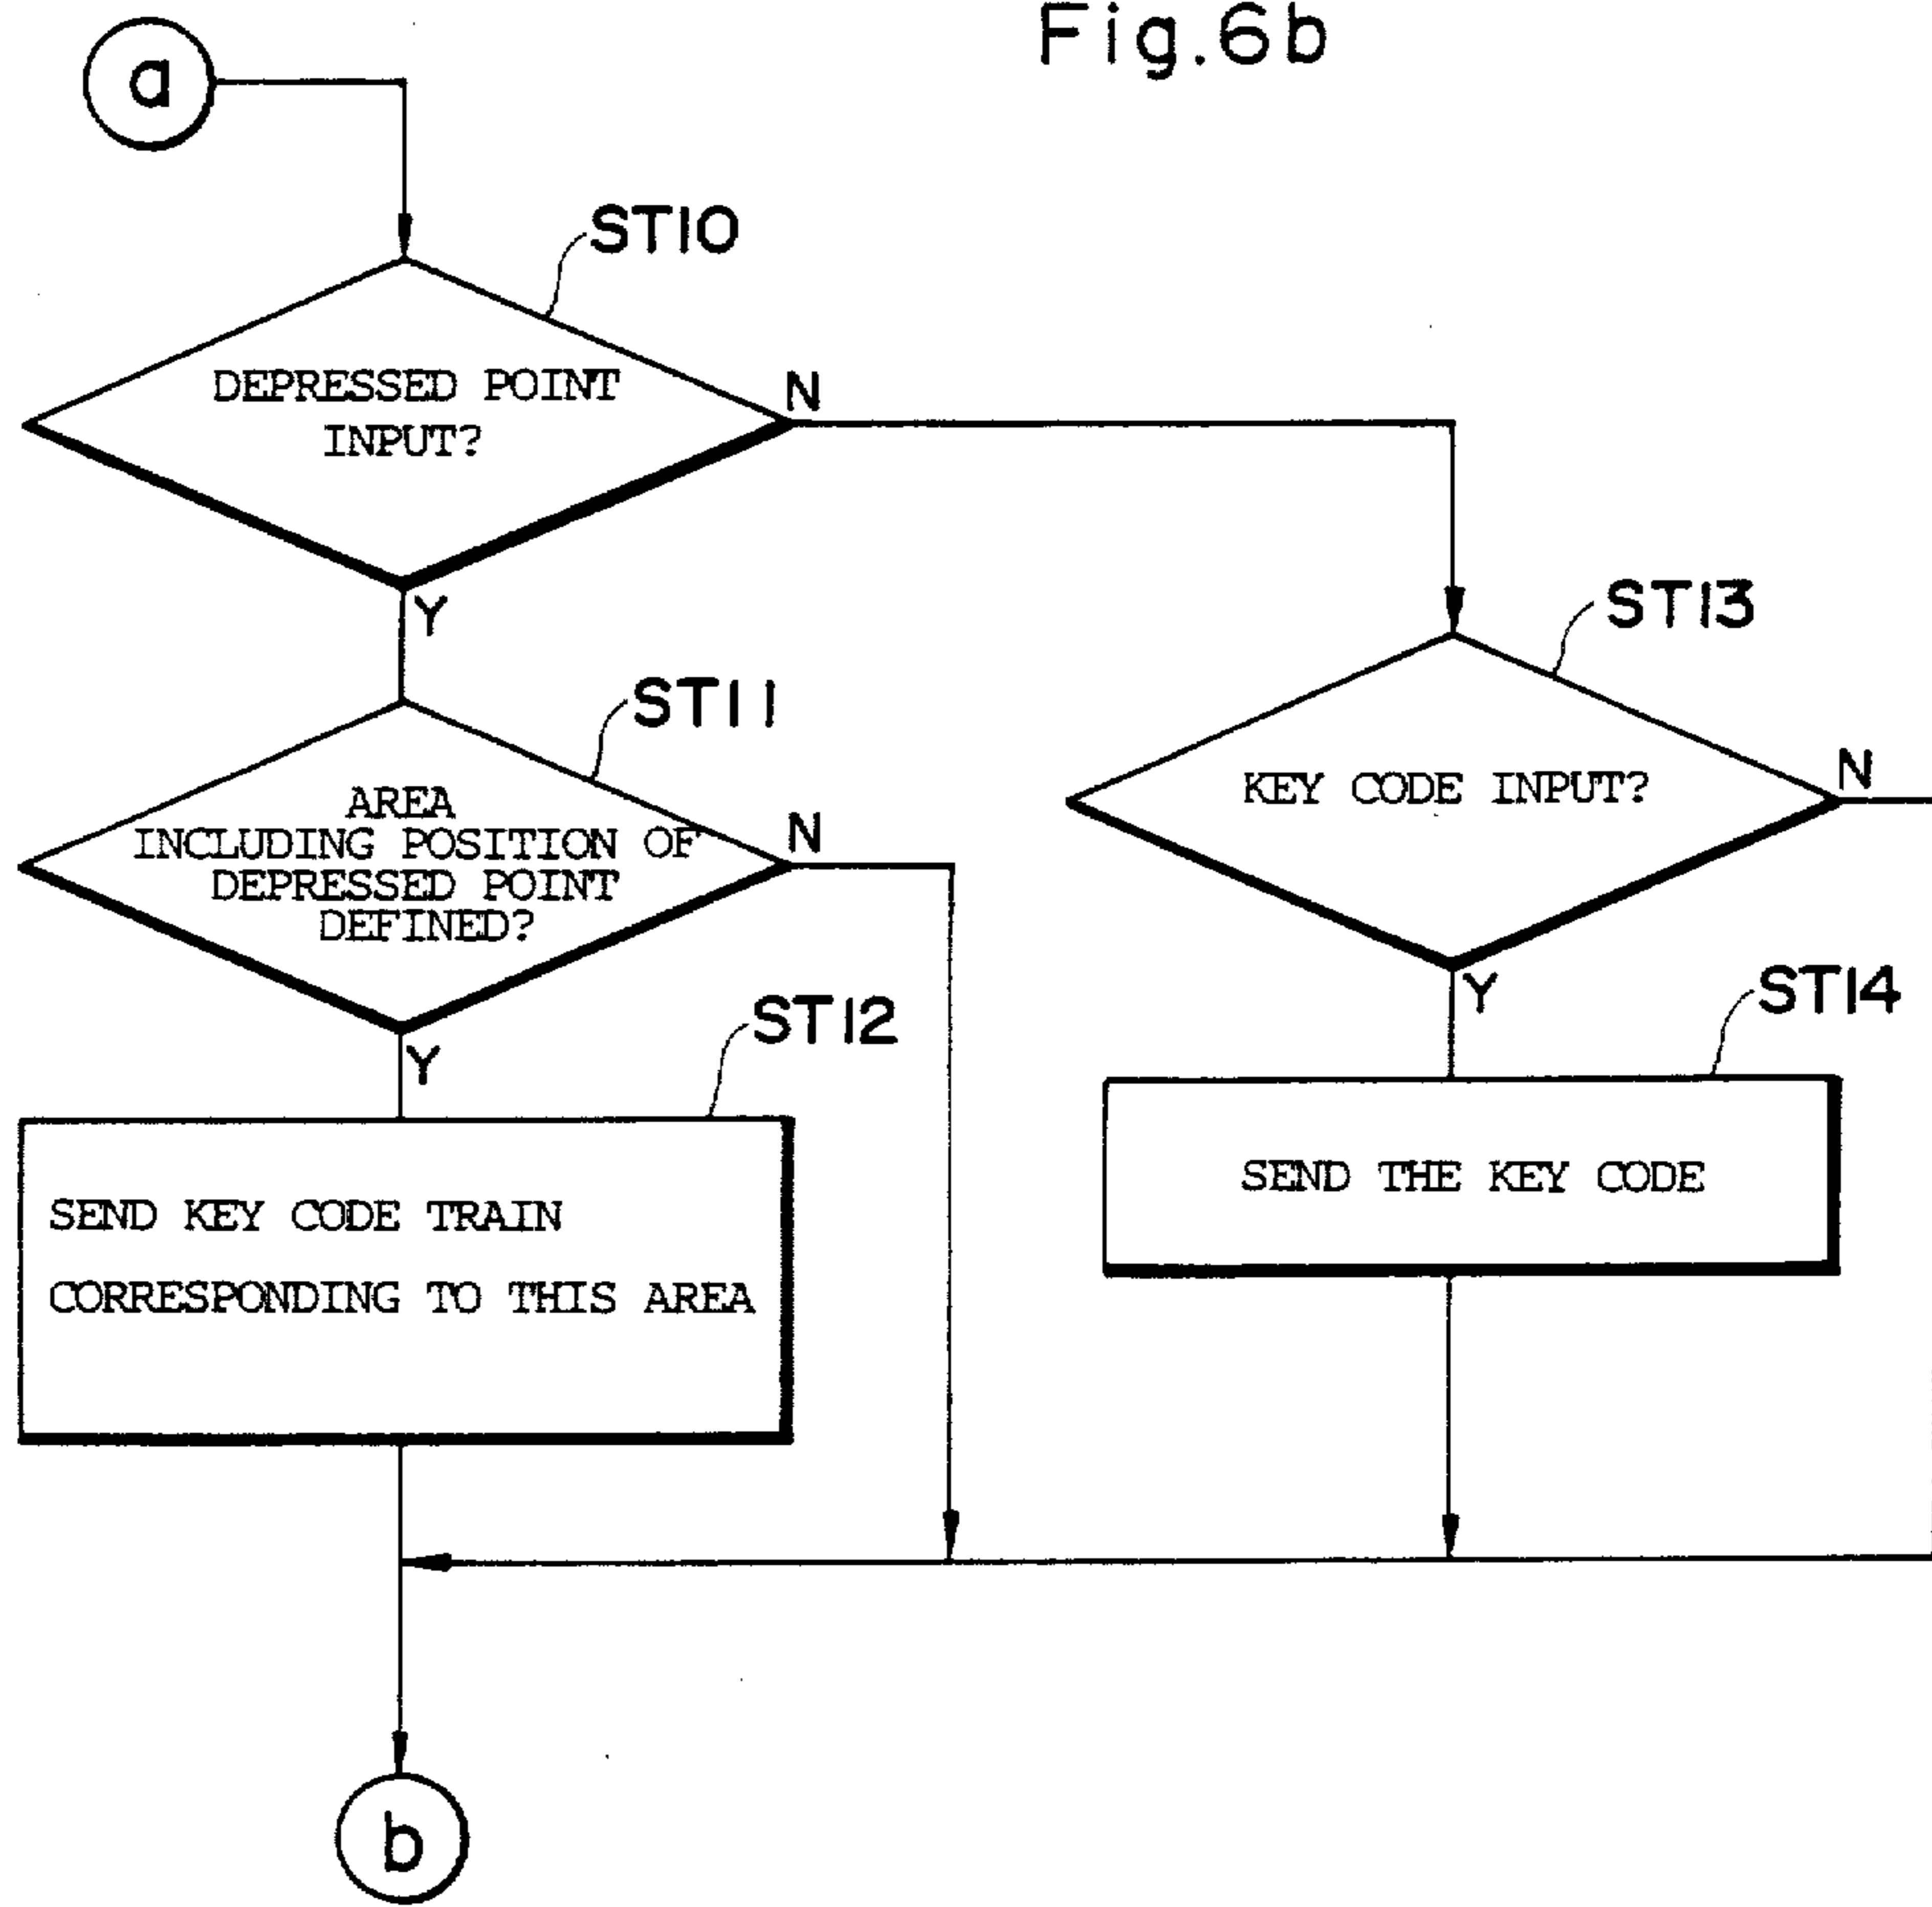 Fig.6b
a
ST10
DEPRESSED POINT
INPUT?
N
Y
ST11
AREA
INCLUDING POSITION OF
DEPRESSED POINT
DEFINED?
N
Y
ST12
SEND KEY CODE TRAIN
CORRESPONDING TO THIS AREA
ST13
KEY CODE INPUT?
N
Y
ST14
SEND THE KEY CODE
b